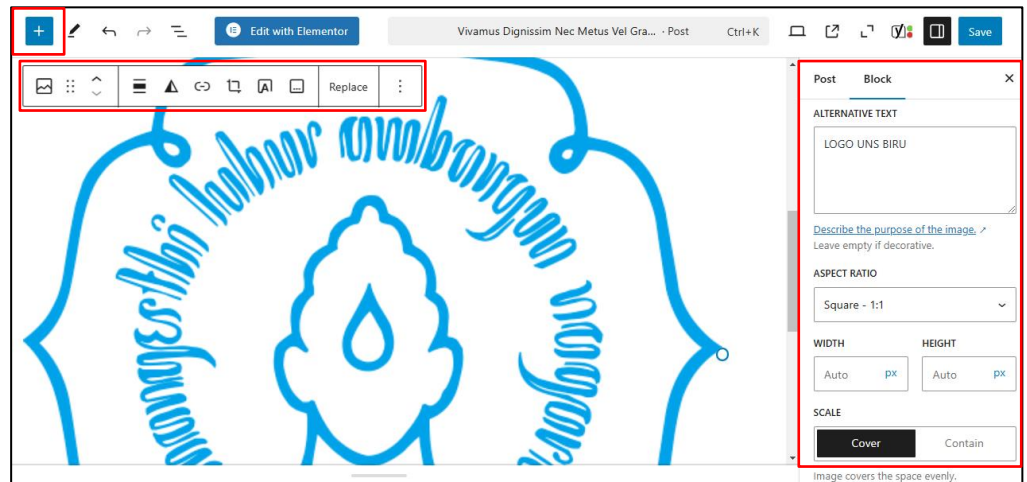 + Edit with Elementor Vivamus Dignissim Nec Metus Vel Gra... · Post Ctrl+K Save
Replace
Post Block ×
ALTERNATIVE TEXT
LOGO UNS BIRU
Describe the purpose of the image. ↗
Leave empty if decorative.
ASPECT RATIO
Square - 1:1
WIDTH HEIGHT
Auto px Auto px
SCALE
Cover Contain
Image covers the space evenly.